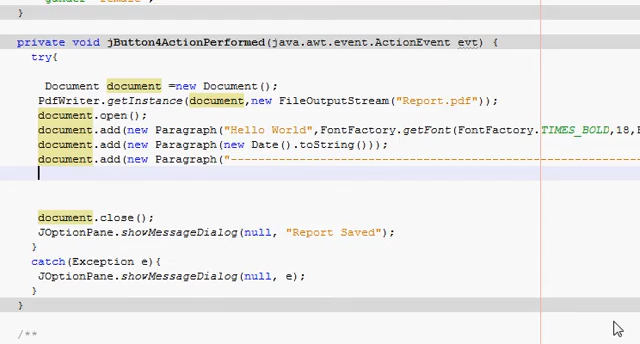 }
private void jButton4ActionPerformed(java.awt.event.ActionEvent evt) {
try{
Document document =new Document();
PdfWriter.getInstance(document,new FileOutputStream("Report.pdf"));
document.open();
document.add(new Paragraph("Hello World",FontFactory.getFont(FontFactory.TIMES_BOLD,18,
document.add(new Paragraph(new Date().toString()));
document.add(new Paragraph("--------------------------------------------------------------
document.close();
JOptionPane.showMessageDialog(null, "Report Saved");
}
catch(Exception e){
JOptionPane.showMessageDialog(null, e);
}
}
/**